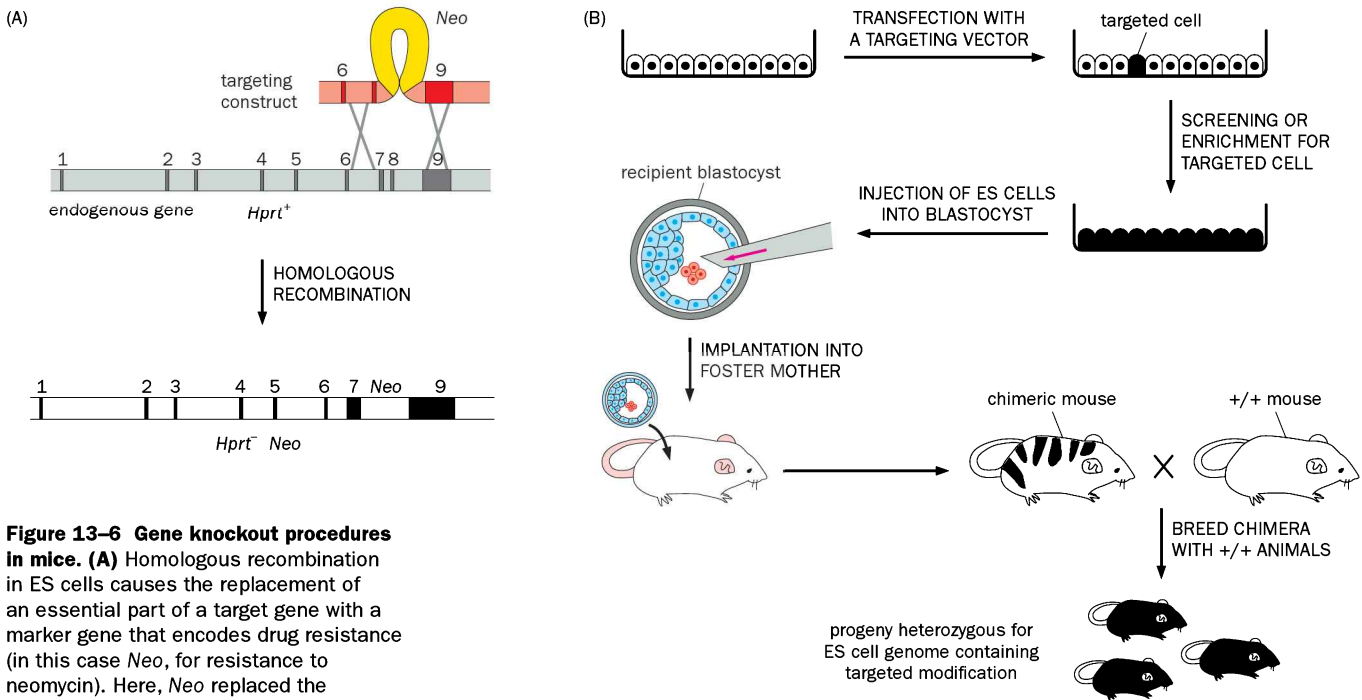 (A)
Neo
6 9
targeting
construct
1 2 3 4 5 6 7 8 9
endogenous gene Hprt⁺
HOMOLOGOUS
RECOMBINATION
1 2 3 4 5 6 7 Neo 9
Hprt⁻ Neo
Figure 13–6 Gene knockout procedures
in mice. (A) Homologous recombination
in ES cells causes the replacement of
an essential part of a target gene with a
marker gene that encodes drug resistance
(in this case Neo, for resistance to
neomycin). Here, Neo replaced the
(B)
TRANSFECTION WITH
A TARGETING VECTOR
targeted cell
SCREENING OR
ENRICHMENT FOR
TARGETED CELL
recipient blastocyst
INJECTION OF ES CELLS
INTO BLASTOCYST
IMPLANTATION INTO
FOSTER MOTHER
chimeric mouse
+/+ mouse
X
BREED CHIMERA
WITH +/+ ANIMALS
progeny heterozygous for
ES cell genome containing
targeted modification